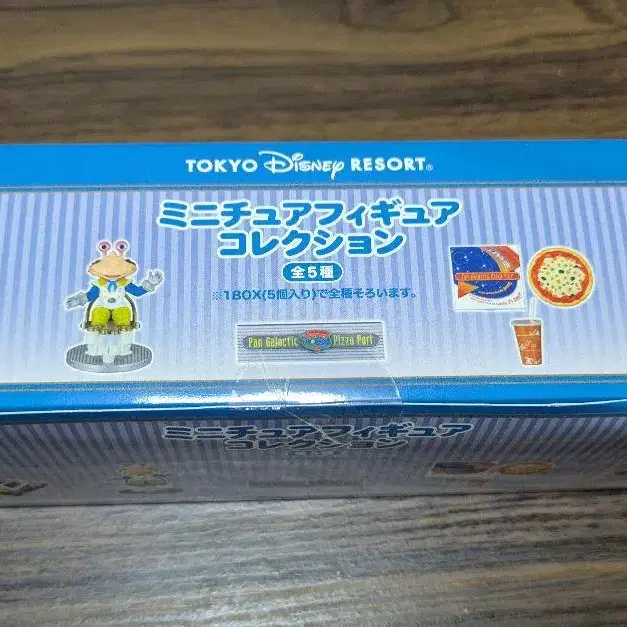 TOKYO Disney RESORT®
ミニチュアフィギュア
コレクション
全5種
※1BOX(5個入り)で全種そろいます。
Pan Galactic Pizza Port
ミニチュアフィギュア
コレクション